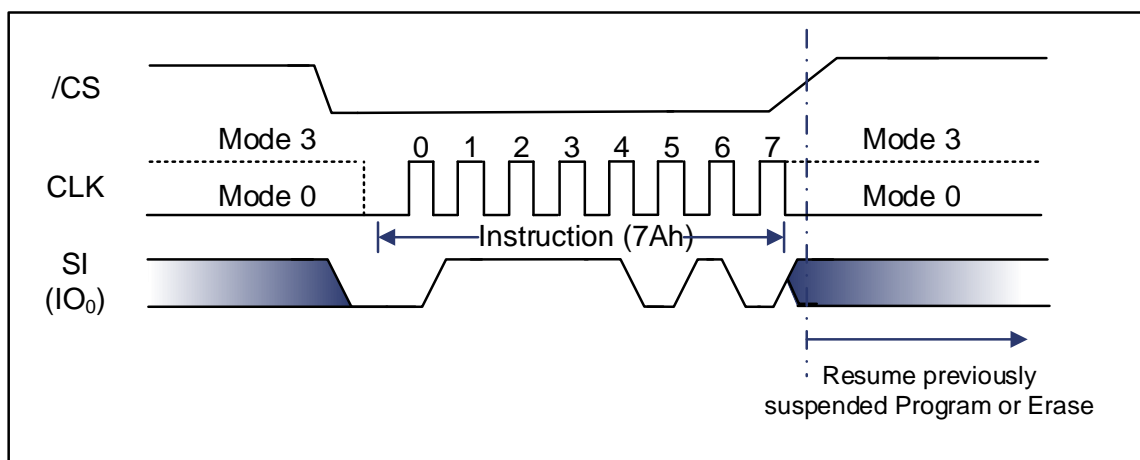 /CS
Mode 3
0 1 2 3 4 5 6 7
Mode 3
CLK
Mode 0
Mode 0
Instruction (7Ah)
SI
(IO₀)
Resume previously
suspended Program or Erase